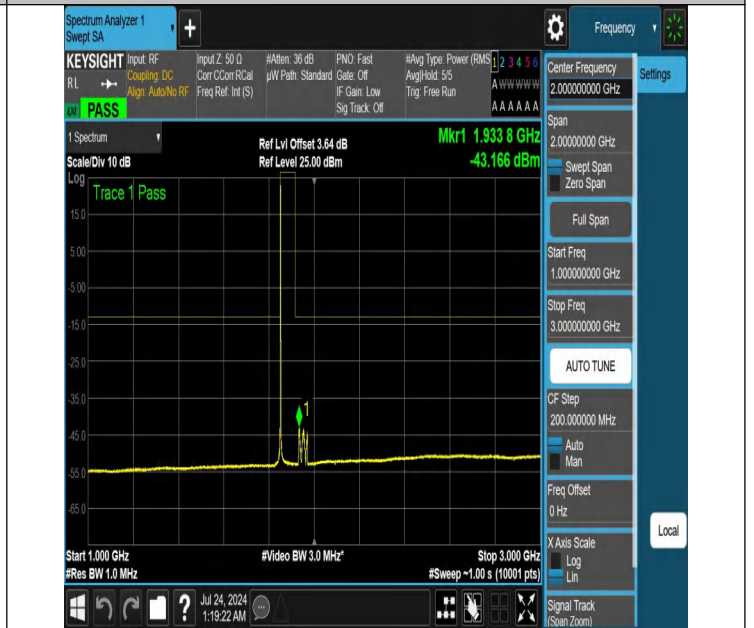 Spectrum Analyzer 1
Swept SA
+
Frequency
KEYSIGHT
RL
PASS
Input: RF
Coupling: DC
Align: Auto/No RF
Input Z: 50 Ω
Corr CCorr RCal
Freq Ref: Int (S)
#Atten: 36 dB
µW Path: Standard
PNO: Fast
Gate: Off
IF Gain: Low
Sig Track: Off
#Avg Type: Power (RMS
Avg|Hold: 5/5
Trig: Free Run
1 2 3 4 5 6
A W W W W W
A A A A A A
Center Frequency
2.000000000 GHz
Settings
Span
2.00000000 GHz
Swept Span
Zero Span
Full Span
Start Freq
1.000000000 GHz
Stop Freq
3.000000000 GHz
AUTO TUNE
CF Step
200.000000 MHz
Auto
Man
Freq Offset
0 Hz
X Axis Scale
Log
Lin
Signal Track
(Span Zoom)
Local
1 Spectrum
Scale/Div 10 dB
Log
Ref Lvl Offset 3.64 dB
Ref Level 25.00 dBm
Mkr1 1.933 8 GHz
-43.166 dBm
Trace 1 Pass
15.0
5.00
-5.00
-15.0
-25.0
-35.0
-45.0
-55.0
-65.0
1
Start 1.000 GHz
#Res BW 1.0 MHz
#Video BW 3.0 MHz*
Stop 3.000 GHz
#Sweep ~1.00 s (10001 pts)
?
Jul 24, 2024
1:19:22 AM